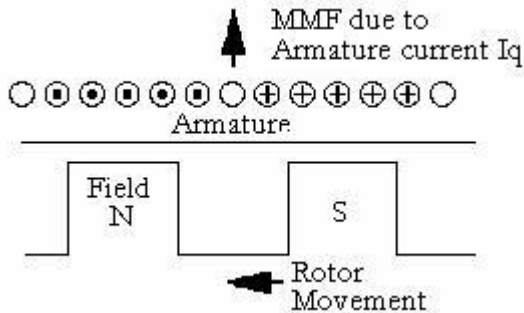 MMF due to
Armature current Iq
Armature
Field
N
S
Rotor
Movement